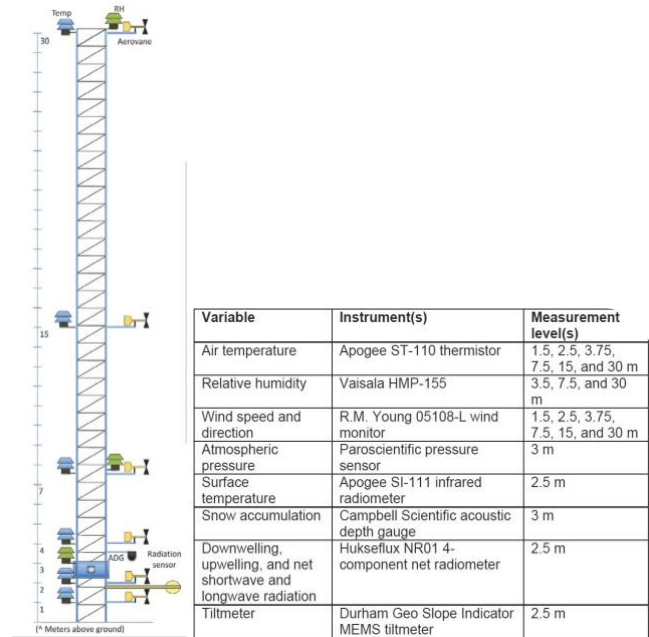 Temp
RH
Aerovane
30
15
7
4
ADG
Radiation
sensor
3
2
1
(^ Meters above ground)
Variable
Instrument(s)
Measurement
level(s)
Air temperature
Apogee ST-110 thermistor
1.5, 2.5, 3.75,
7.5, 15, and 30 m
Relative humidity
Vaisala HMP-155
3.5, 7.5, and 30
m
Wind speed and
direction
R.M. Young 05108-L wind
monitor
1.5, 2.5, 3.75,
7.5, 15, and 30 m
Atmospheric
pressure
Paroscientific pressure
sensor
3 m
Surface
temperature
Apogee SI-111 infrared
radiometer
2.5 m
Snow accumulation
Campbell Scientific acoustic
depth gauge
3 m
Downwelling,
upwelling, and net
shortwave and
longwave radiation
Hukseflux NR01 4-
component net radiometer
2.5 m
Tiltmeter
Durham Geo Slope Indicator
MEMS tiltmeter
2.5 m